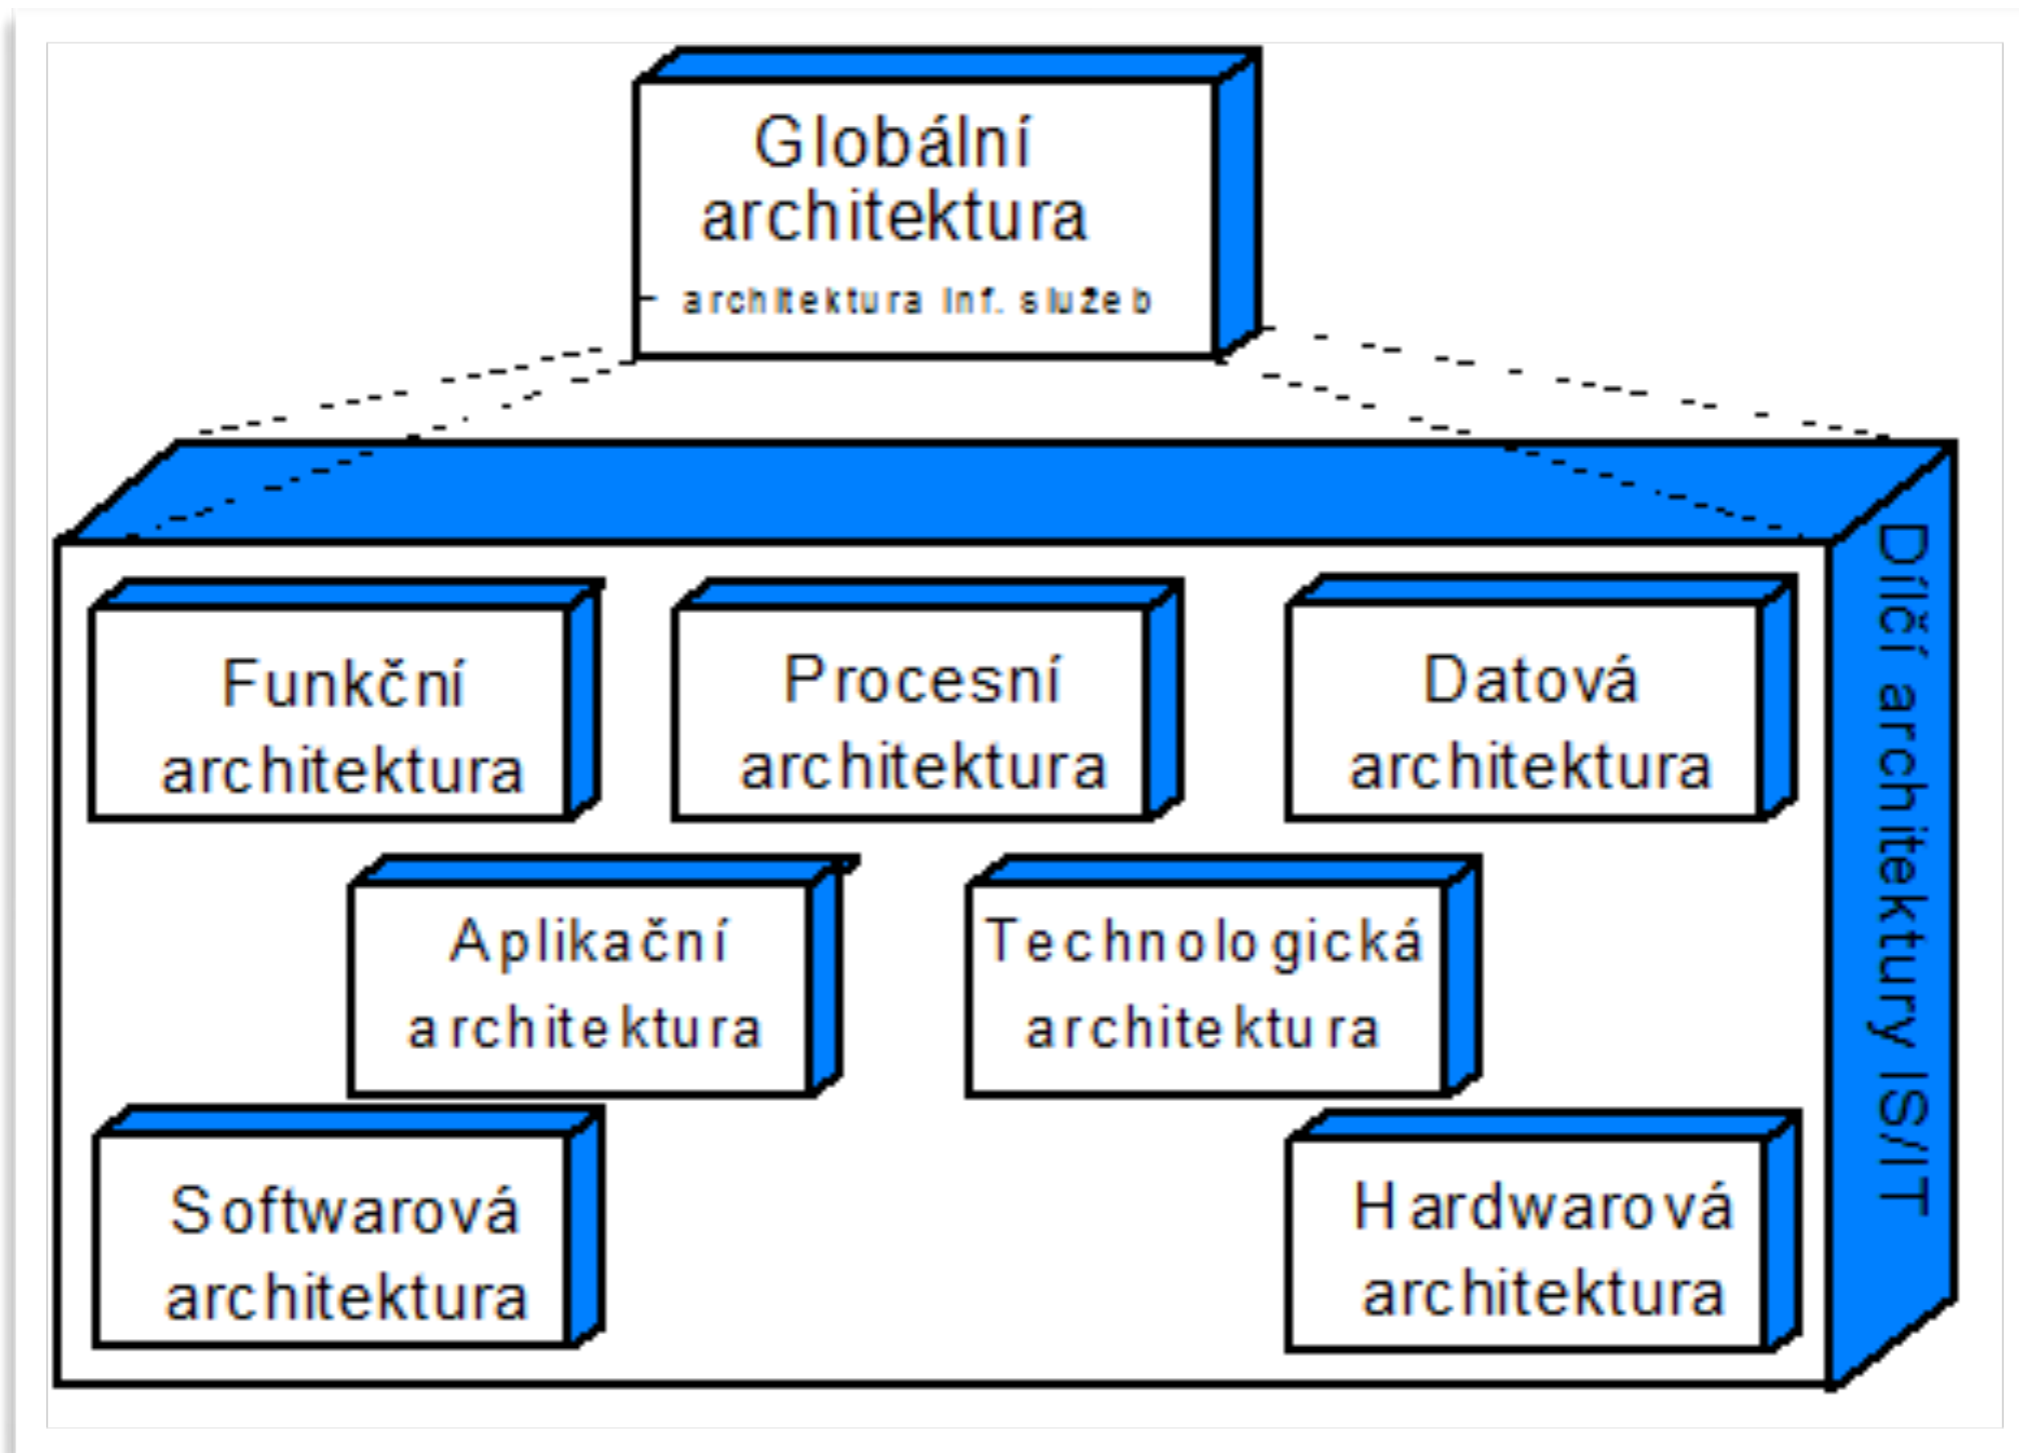 Globální
architektura
- architektura inf. služeb
Funkční
architektura
Procesní
architektura
Datová
architektura
Aplikační
architektura
Technologická
architektura
Softwarová
architektura
Hardwarová
architektura
Dílčí architektury IS/IT